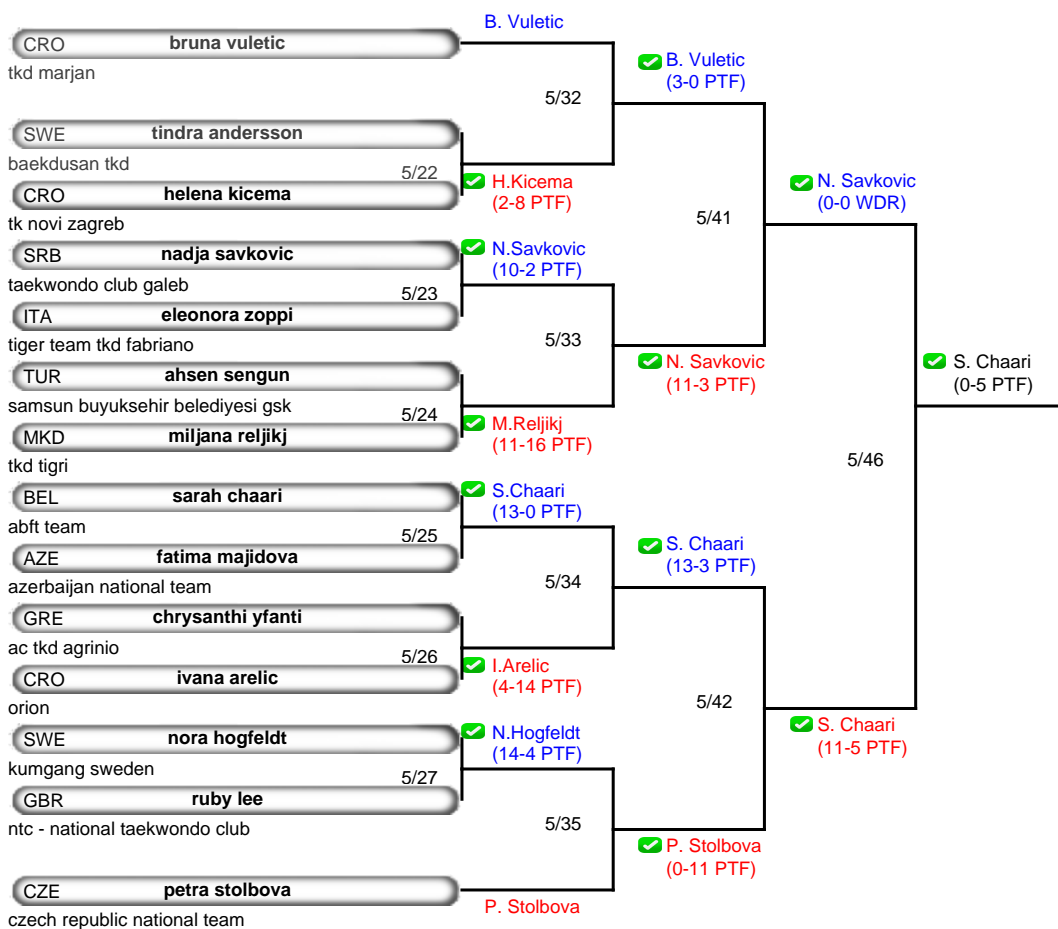 B. Vuletic
CRO bruna vuletic
tkd marjan
B. Vuletic
(3-0 PTF)
5/32
SWE tindra andersson
baekdusan tkd
5/22
H.Kicema
(2-8 PTF)
CRO helena kicema
tk novi zagreb
N. Savkovic
(0-0 WDR)
5/41
SRB nadja savkovic
N.Savkovic
(10-2 PTF)
taekwondo club galeb
5/23
ITA eleonora zoppi
tiger team tkd fabriano
5/33
N. Savkovic
(11-3 PTF)
S. Chaari
(0-5 PTF)
TUR ahsen sengun
samsun buyuksehir belediyesi gsk
5/24
M.Reljikj
(11-16 PTF)
MKD miljana reljikj
tkd tigri
5/46
BEL sarah chaari
S.Chaari
(13-0 PTF)
abft team
5/25
AZE fatima majidova
azerbaijan national team
S. Chaari
(13-3 PTF)
5/34
GRE chrysanthi yfanti
ac tkd agrinio
5/26
I.Arelic
(4-14 PTF)
CRO ivana arelic
orion
5/42
S. Chaari
(11-5 PTF)
SWE nora hogfeldt
N.Hogfeldt
(14-4 PTF)
kumgang sweden
5/27
GBR ruby lee
ntc - national taekwondo club
5/35
P. Stolbova
(0-11 PTF)
CZE petra stolbova
P. Stolbova
czech republic national team